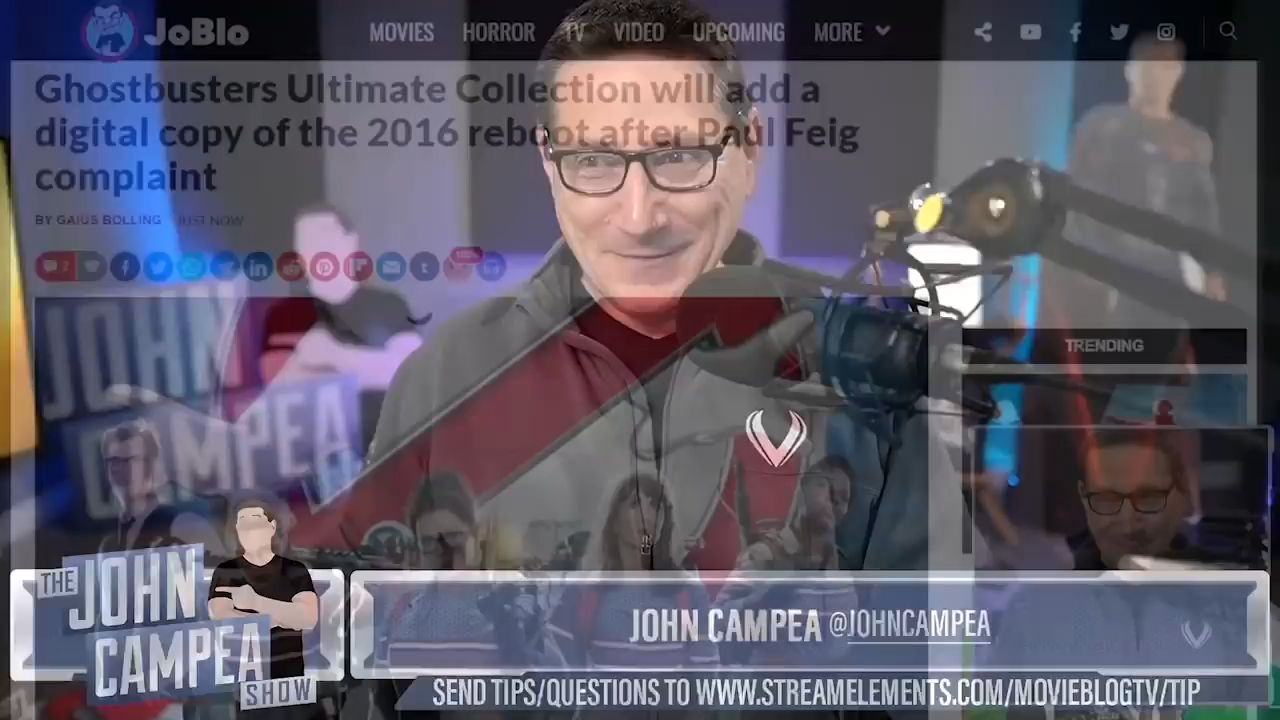 JoBlo
MOVIES HORROR TV VIDEO UPCOMING MORE
Ghostbusters Ultimate Collection will add a
digital copy of the 2016 reboot after Paul Feig
complaint
BY GAIUS BOLLING JUST NOW
TRENDING
JOHN
CAMPEA
THE
JOHN
CAMPEA
SHOW
JOHN CAMPEA @JOHNCAMPEA
SEND TIPS/QUESTIONS TO WWW.STREAMELEMENTS.COM/MOVIEBLOGTV/TIP